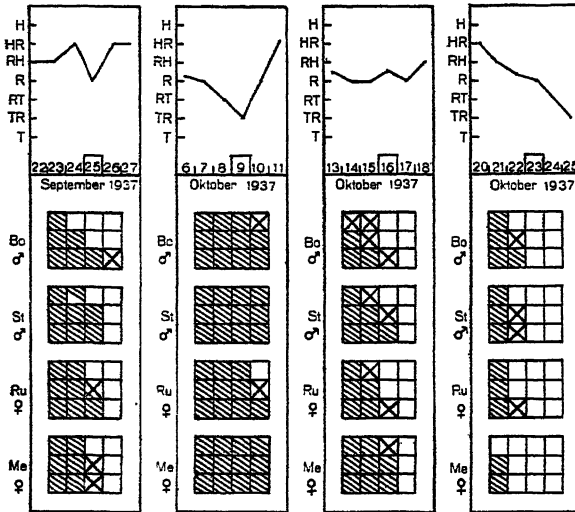 H H H H
HR HR HR HR
RH RH RH RH
R R R R
RT RT RT RT
TR TR TR TR
T T T T
22 23 24 25 26 27 6 7 8 9 10 11 13 14 15 16 17 18 20 21 22 23 24 25
September 1937 Oktober 1937 Oktober 1937 Oktober 1937
Bo Bo Bo Bo
♂ ♂ ♂ ♂
St St St St
♂ ♂ ♂ ♂
Ru Ru Ru Ru
♀ ♀ ♀ ♀
Me Me Me Me
♀ ♀ ♀ ♀